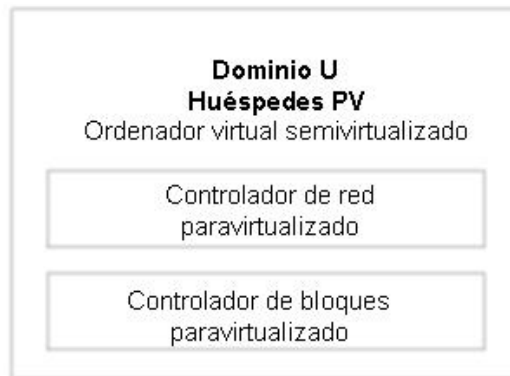 Dominio U
Huéspedes PV
Ordenador virtual semivirtualizado
Controlador de red
paravirtualizado
Controlador de bloques
paravirtualizado